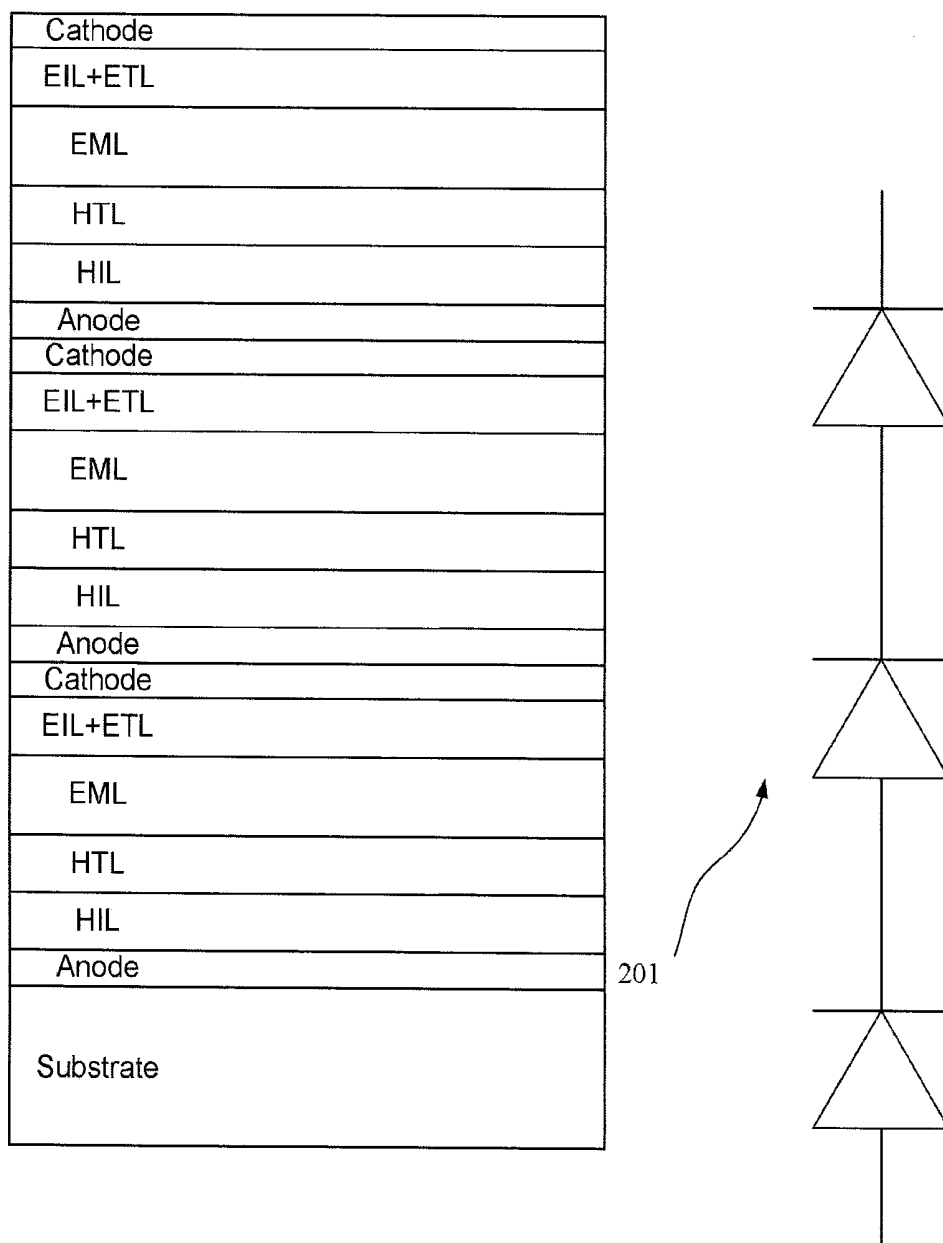 Cathode
EIL+ETL
EML
HTL
HIL
Anode
Cathode
EIL+ETL
EML
HTL
HIL
Anode
Cathode
EIL+ETL
EML
HTL
HIL
Anode
201
Substrate